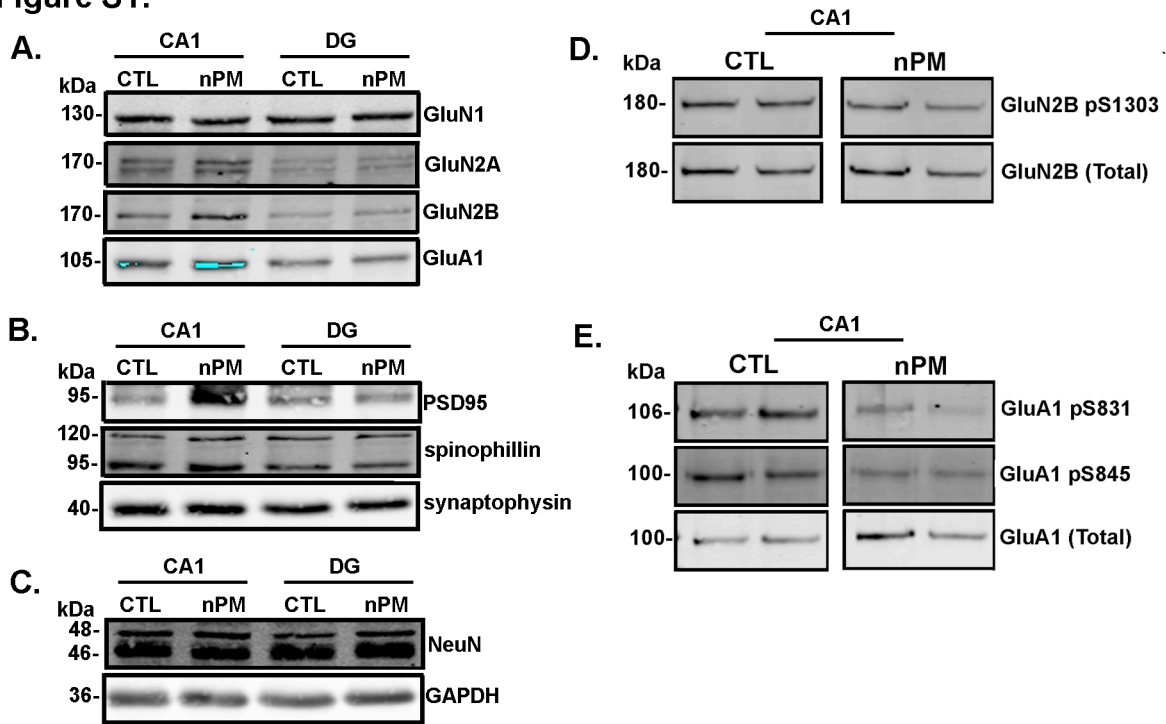 Figure S1.
A.
CA1 DG
kDa CTL nPM CTL nPM
130- GluN1
170- GluN2A
170- GluN2B
105- GluA1
B.
CA1 DG
kDa CTL nPM CTL nPM
95- PSD95
120-
spinophillin
95-
40- synaptophysin
C.
CA1 DG
kDa CTL nPM CTL nPM
48-
NeuN
46-
36- GAPDH
D.
CA1
kDa CTL nPM
180- GluN2B pS1303
180- GluN2B (Total)
E.
CA1
kDa CTL nPM
106- GluA1 pS831
100- GluA1 pS845
100- GluA1 (Total)